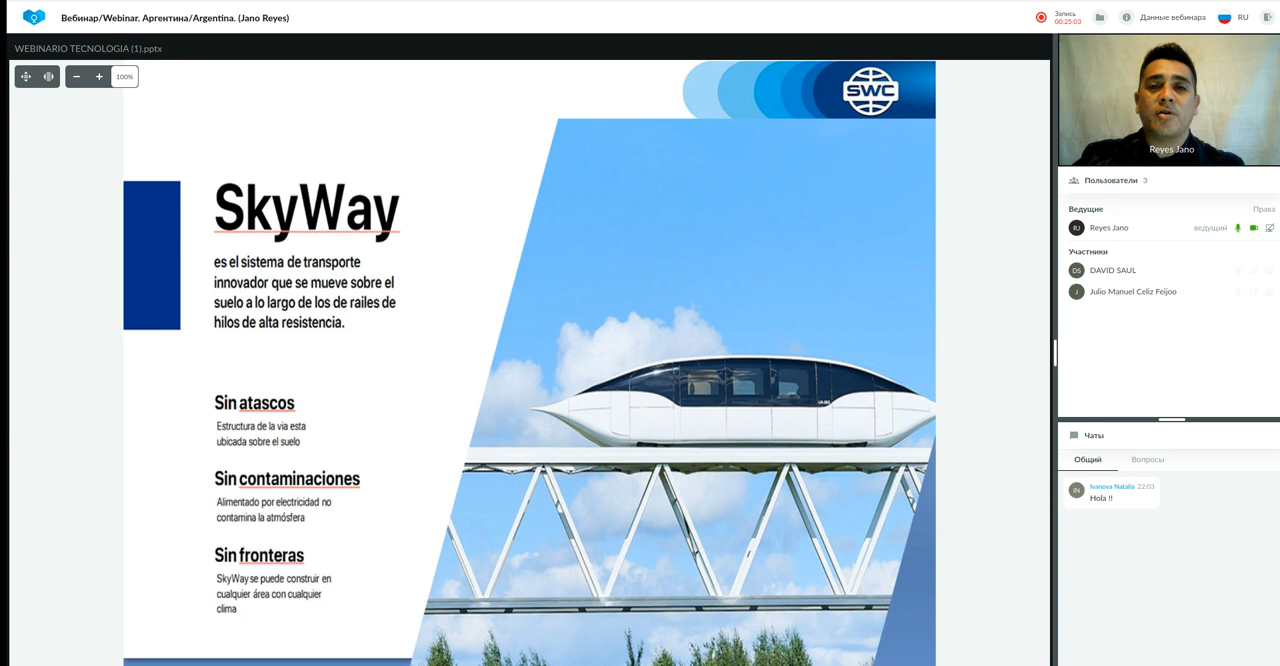 Вебинар/Webinar. Аргентина/Argentina. (Jano Reyes)
Запись
00:25:03
Данные вебинара
RU
WEBINARIO TECNOLOGIA (1).pptx
100%
SWC
SkyWay
es el sistema de transporte
innovador que se mueve sobre el
suelo a lo largo de los de railes de
hilos de alta resistencia.
Sin atascos
Estructura de la via esta
ubicada sobre el suelo
Sin contaminaciones
Alimentado por electricidad no
contamina la atmósfera
Sin fronteras
SkyWay se puede construir en
cualquier área con cualquier
clima
Reyes Jano
Пользователи 3
Ведущие Права
RJ Reyes Jano ведущий
Участники
DS DAVID SAUL
J Julio Manuel Celiz Feijoo
Чаты
Общий Вопросы
IN Ivanova Natalia 22:03
Hola !!